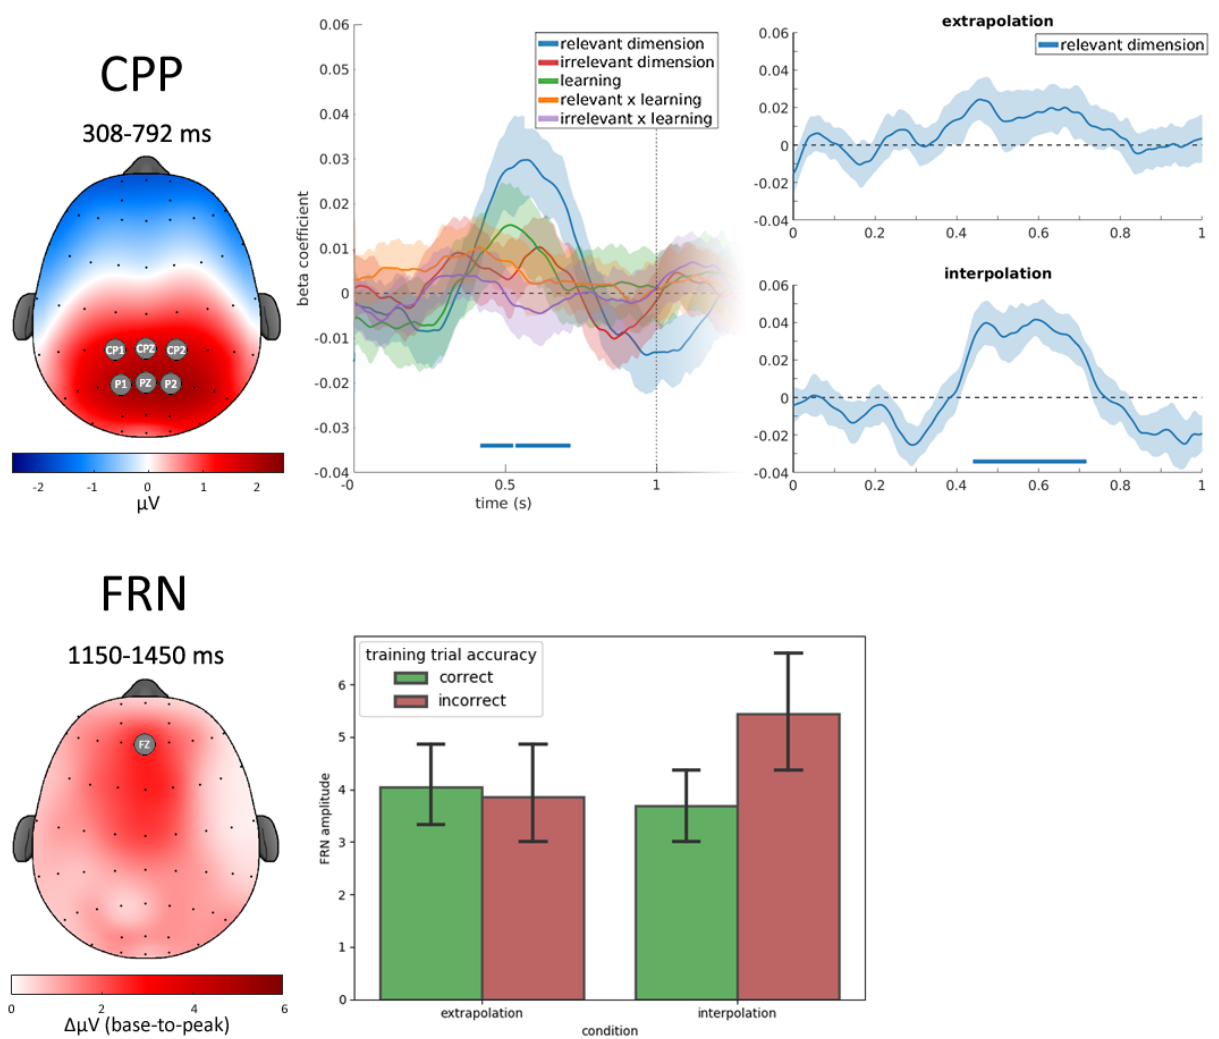 CPP
308-792 ms
CP1 CPZ CP2
P1 PZ P2
-2 -1 0 1 2
μV
0.06
0.05
0.04
0.03
0.02
0.01
0
-0.01
-0.02
-0.03
-0.04
beta coefficient
relevant dimension
irrelevant dimension
learning
relevant x learning
irrelevant x learning
-0 0.5 1
time (s)
extrapolation
relevant dimension
0.06
0.04
0.02
0
-0.02
-0.04
0 0.2 0.4 0.6 0.8 1
interpolation
0.06
0.04
0.02
0
-0.02
-0.04
0 0.2 0.4 0.6 0.8 1
FRN
1150-1450 ms
FZ
0 2 4 6
ΔμV (base-to-peak)
training trial accuracy
correct
incorrect
6
5
4
3
2
1
0
FRN amplitude
extrapolation interpolation
condition